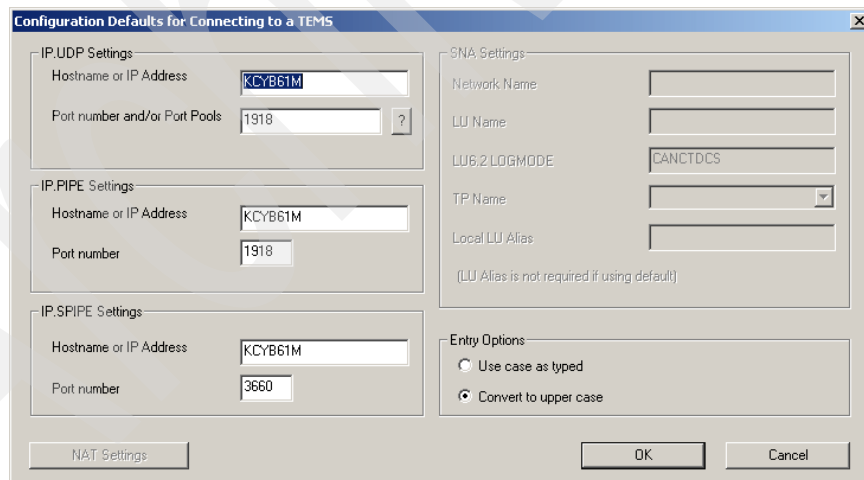 Configuration Defaults for Connecting to a TEMS
IP.UDP Settings
Hostname or IP Address
KCYB61M
Port number and/or Port Pools
1918
?
IP.PIPE Settings
Hostname or IP Address
KCYB61M
Port number
1918
IP.SPIPE Settings
Hostname or IP Address
KCYB61M
Port number
3660
NAT Settings
SNA Settings
Network Name
LU Name
LU6.2 LOGMODE
CANCTDCS
TP Name
Local LU Alias
(LU Alias is not required if using default)
Entry Options
Use case as typed
Convert to upper case
OK
Cancel